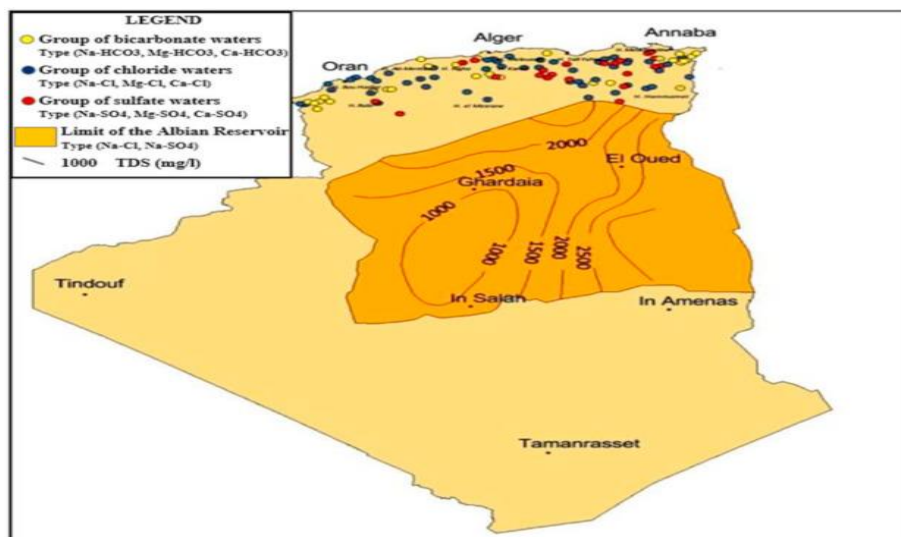 LEGEND
Group of bicarbonate waters
Type (Na-HCO3, Mg-HCO3, Ca-HCO3)
Group of chloride waters
Type (Na-Cl, Mg-Cl, Ca-Cl)
Group of sulfate waters
Type (Na-SO4, Mg-SO4, Ca-SO4)
Limit of the Albian Reservoir
Type (Na-Cl, Na-SO4)
1000 TDS (mg/l)
Alger
Annaba
Oran
2000
El Oued
1500
Ghardaia
1000
1000
1500
2000
2500
Tindouf
In Salah
In Amenas
Tamanrasset